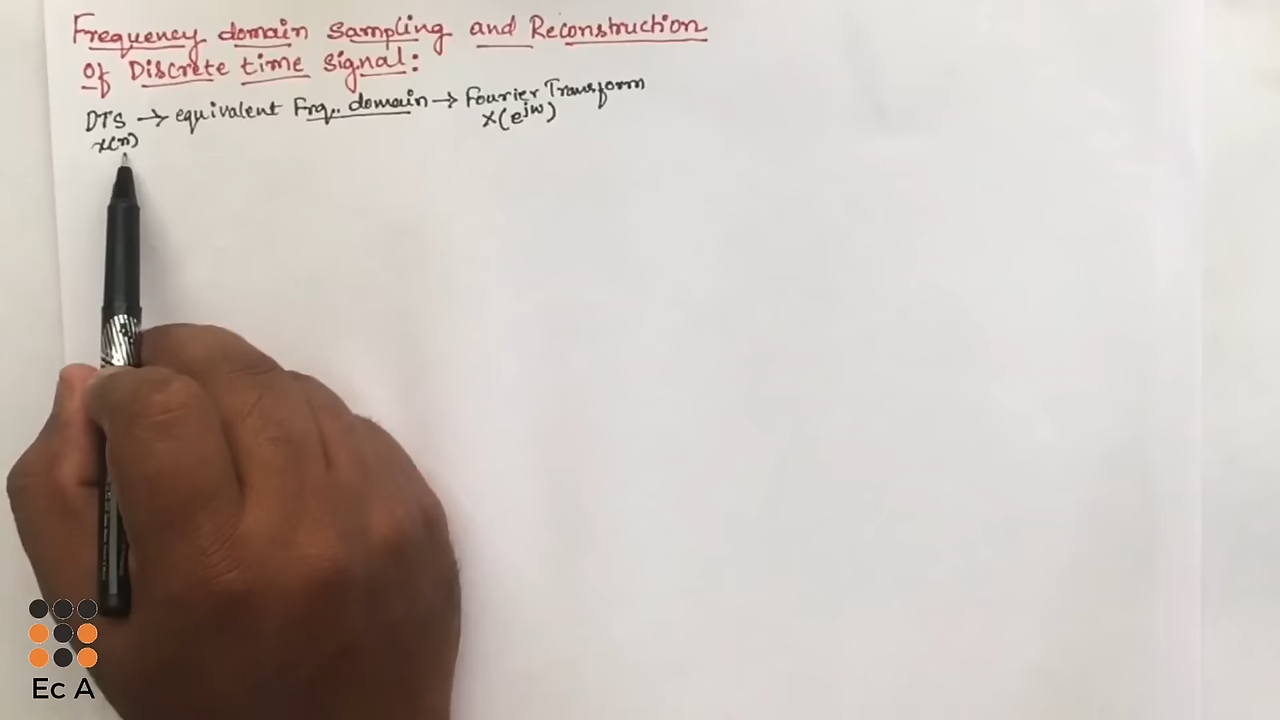 Frequency domain Sampling and Reconstruction
Of Discrete time Signal:
DTS → equivalent Frq.. domain → Fourier Transform
x(n) X(e^jw)
Ec A